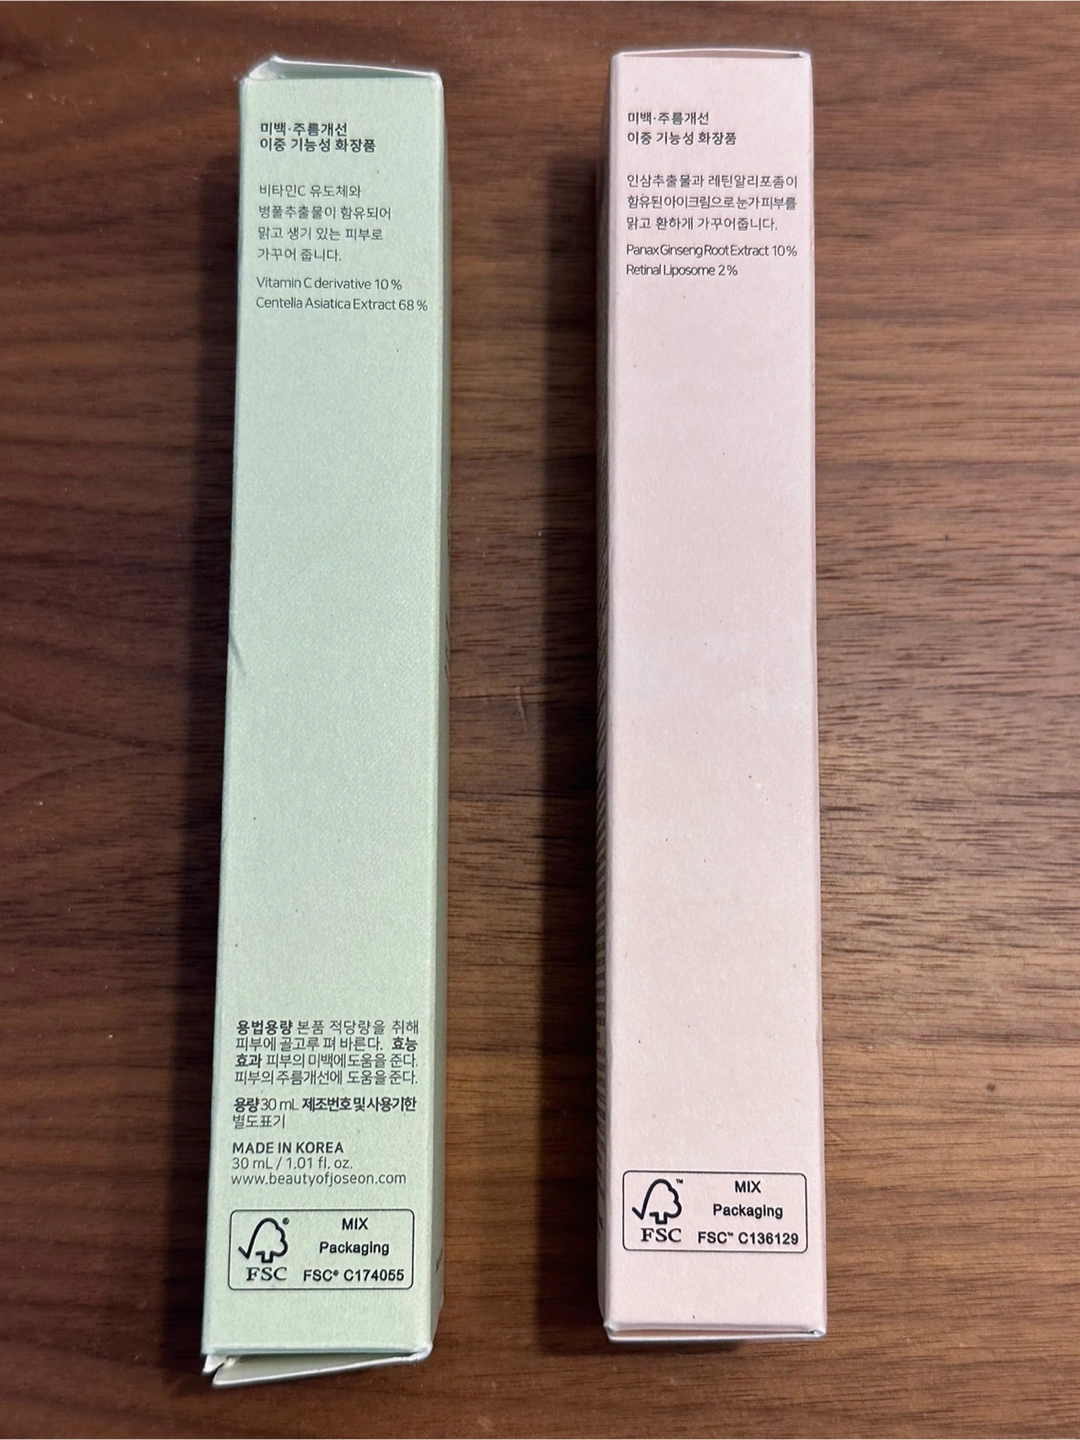 미백·주름개선
이중 기능성 화장품
비타민C 유도체와
병풀추출물이 함유되어
맑고 생기 있는 피부로
가꾸어 줍니다.
Vitamin C derivative 10 %
Centella Asiatica Extract 68 %
용법용량 본품 적당량을 취해
피부에 골고루 펴 바른다. 효능
효과 피부의 미백에 도움을 준다.
피부의 주름개선에 도움을 준다.
용량 30 mL 제조번호 및 사용기한
별도표기
MADE IN KOREA
30 mL / 1.01 fl. oz.
www.beautyofjoseon.com
FSC®
MIX
Packaging
FSC® C174055
미백·주름개선
이중 기능성 화장품
인삼추출물과 레틴알리포좀이
함유된 아이크림으로 눈가 피부를
맑고 환하게 가꾸어줍니다.
Panax Ginseng Root Extract 10 %
Retinal Liposome 2 %
FSC™
MIX
Packaging
FSC™ C136129